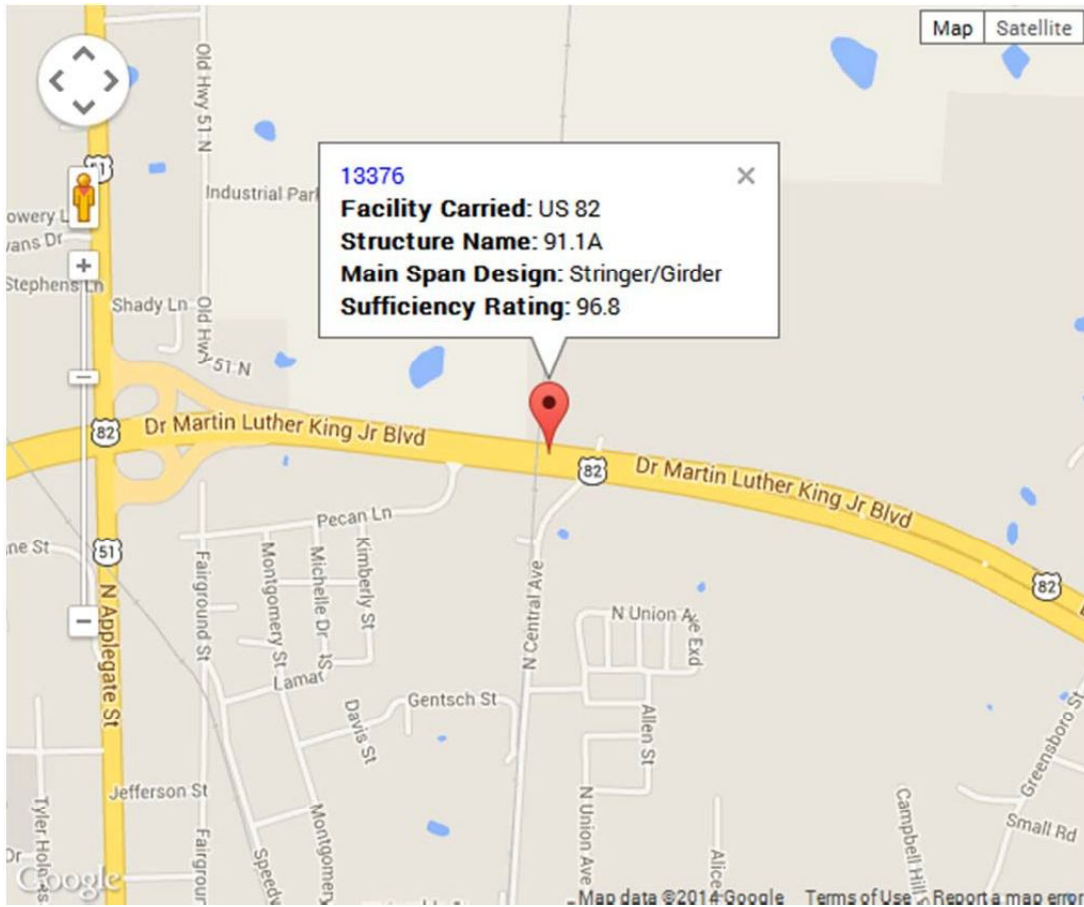 Map Satellite
Old Hwy 51 N
51
Industrial Park
13376
Facility Carried: US 82
Structure Name: 91.1A
Main Span Design: Stringer/Girder
Sufficiency Rating: 96.8
Stephens Ln
Shady Ln
Old Hwy 51 N
82
Dr Martin Luther King Jr Blvd
82
Dr Martin Luther King Jr Blvd
82
Pecan Ln
51
N Applegate St
Fairground St
Montgomery St
Michelle Dr
Kimberly St
N Central Ave
N Union Ave Exd
Lamar St
Gentsch St
Davis St
Allen St
Greensboro St
Jefferson St
Small Rd
Campbell Hill
N Union Ave
Montgomery
Alice
Google
Map data ©2014 Google Terms of Use Report a map error